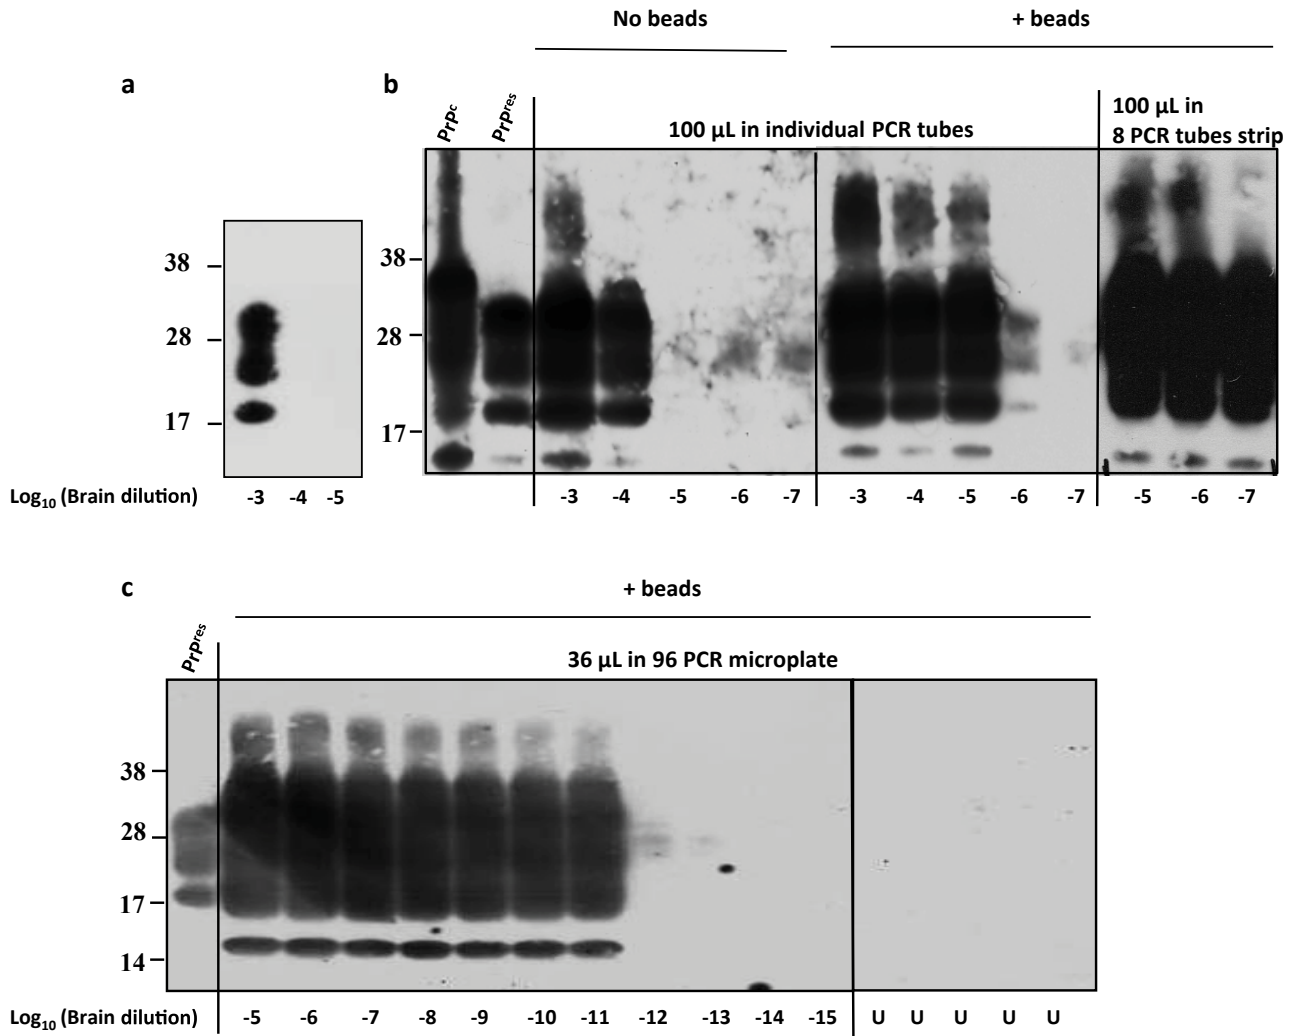 No beads
+ beads
a
b
PrPᶜ
PrPʳᵉˢ
100 µL in individual PCR tubes
100 µL in
8 PCR tubes strip
38
28
17
38
28
17
Log₁₀ (Brain dilution)
-3 -4 -5
-3 -4 -5 -6 -7
-3 -4 -5 -6 -7
-5 -6 -7
c
+ beads
PrPʳᵉˢ
36 µL in 96 PCR microplate
38
28
17
14
Log₁₀ (Brain dilution)
-5 -6 -7 -8 -9 -10 -11 -12 -13 -14 -15 U U U U U